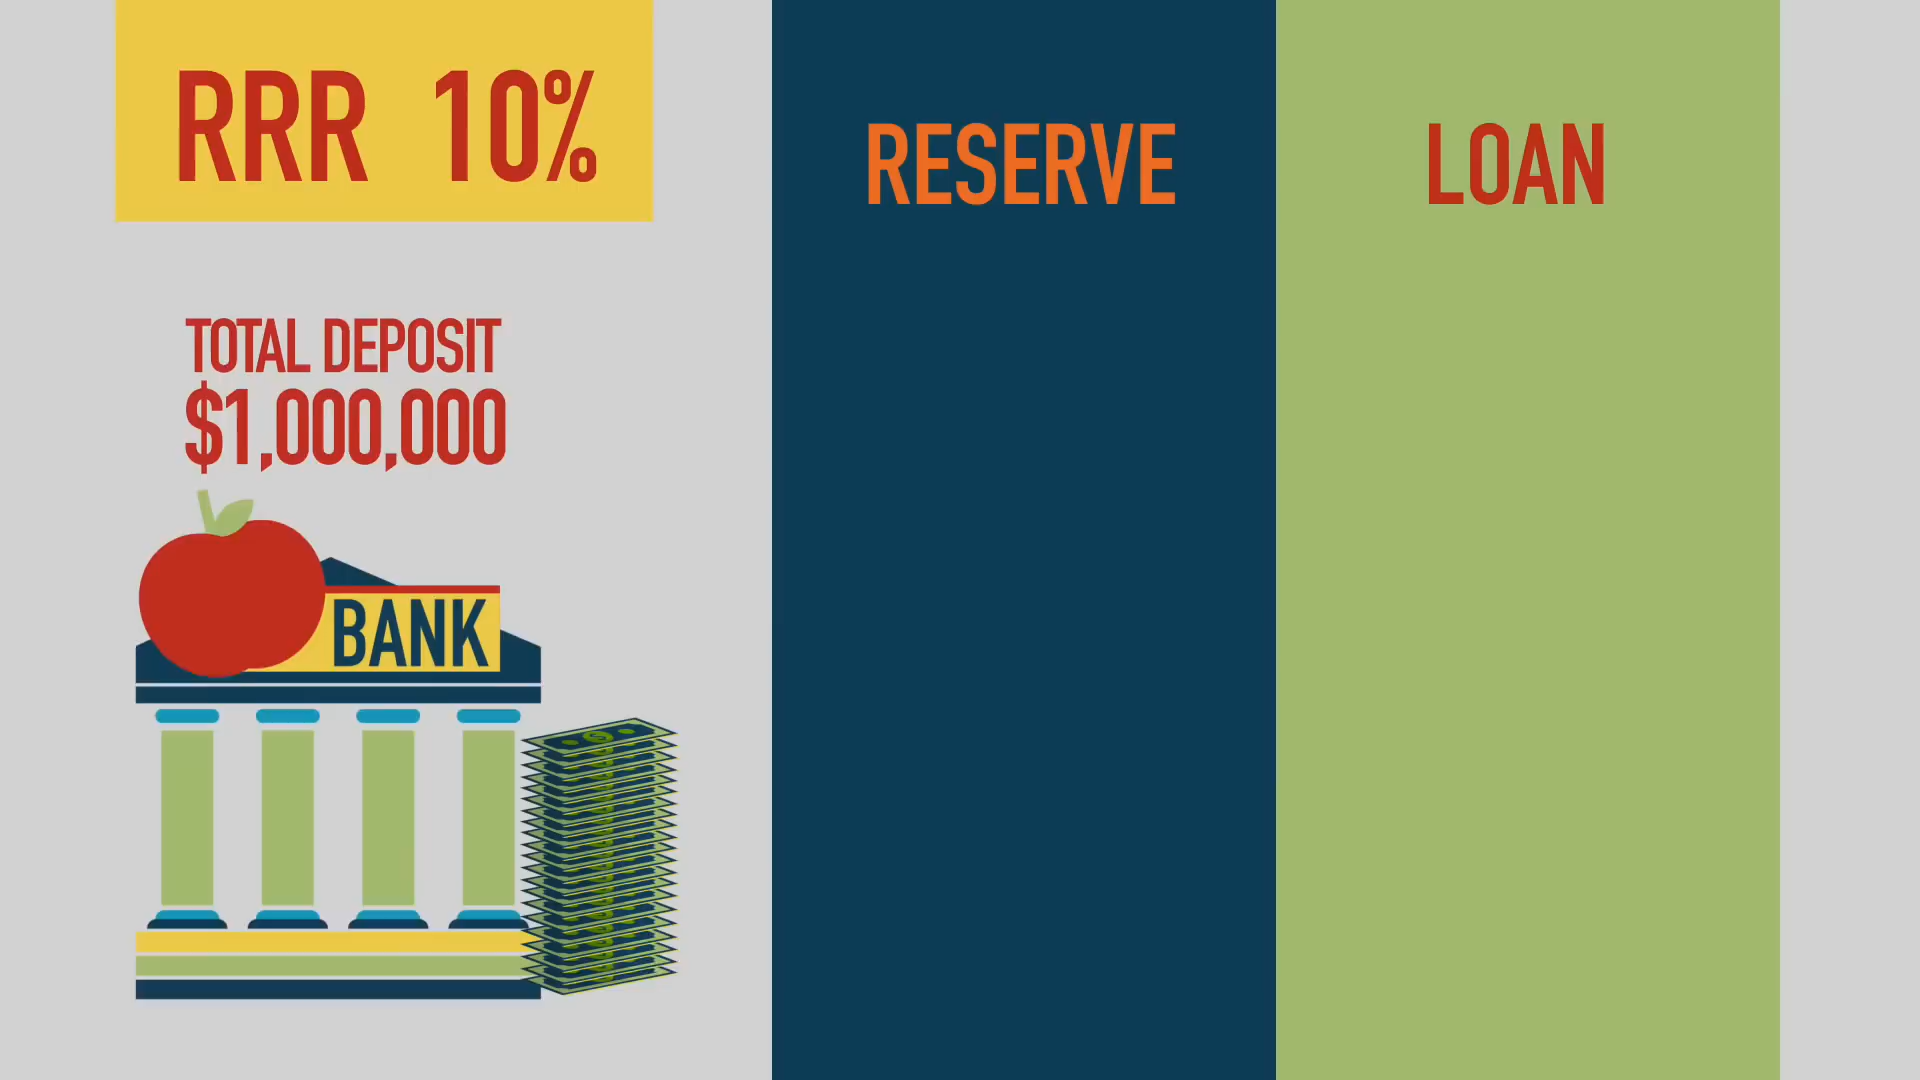 RRR 10%
TOTAL DEPOSIT
$1,000,000
BANK
RESERVE
LOAN